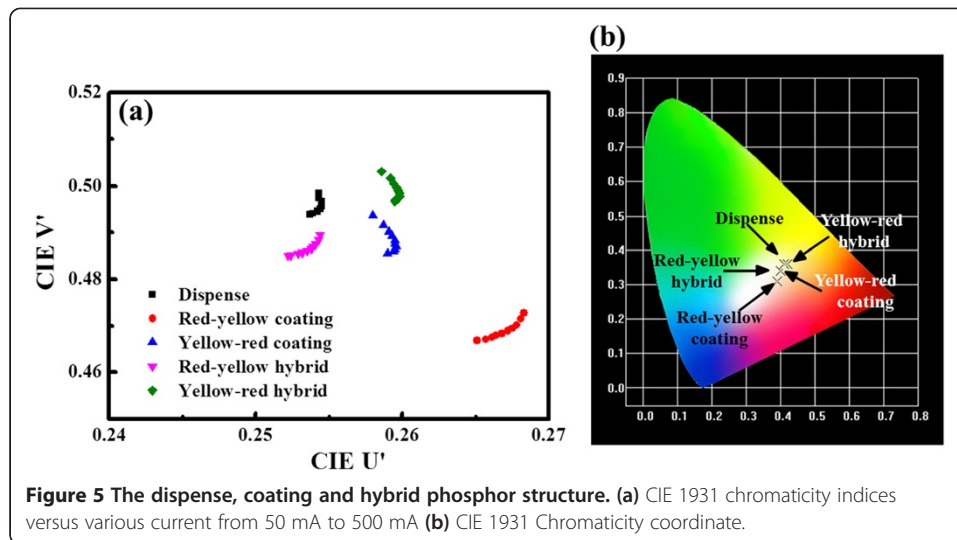 (a)
0.52
0.50
0.48
0.46
0.24
0.25
0.26
0.27
CIE V'
CIE U'
Dispense
Red-yellow coating
Yellow-red coating
Red-yellow hybrid
Yellow-red hybrid
(b)
0.9
0.8
0.7
0.6
0.5
0.4
0.3
0.2
0.1
0.0
0.0 0.1 0.2 0.3 0.4 0.5 0.6 0.7 0.8
Dispense
Yellow-red
hybrid
Red-yellow
hybrid
Yellow-red
coating
Red-yellow
coating
Figure 5 The dispense, coating and hybrid phosphor structure. (a) CIE 1931 chromaticity indices
versus various current from 50 mA to 500 mA (b) CIE 1931 Chromaticity coordinate.